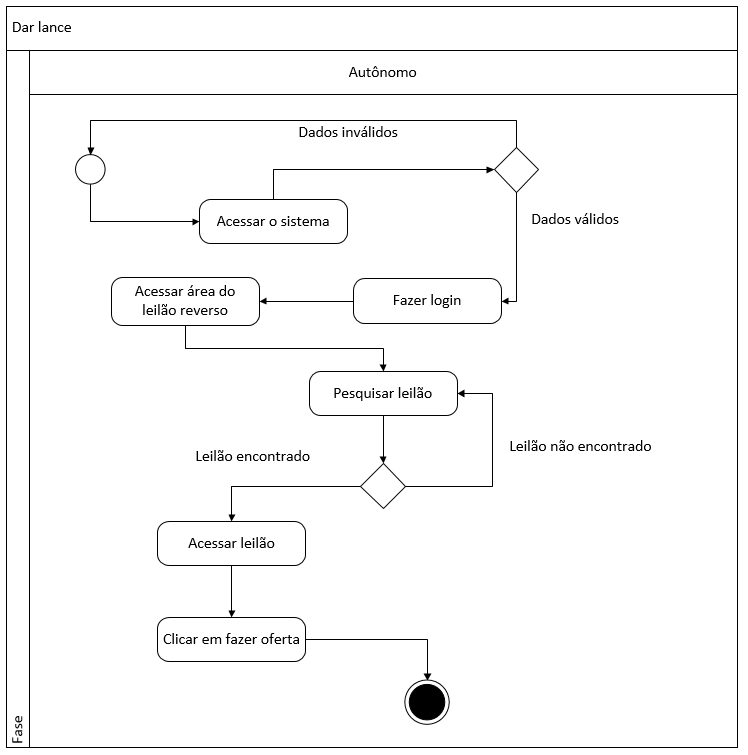 Dar lance
Autônomo
Dados inválidos
Acessar o sistema
Dados válidos
Acessar área do
leilão reverso
Fazer login
Pesquisar leilão
Leilão encontrado
Leilão não encontrado
Acessar leilão
Clicar em fazer oferta
Fase